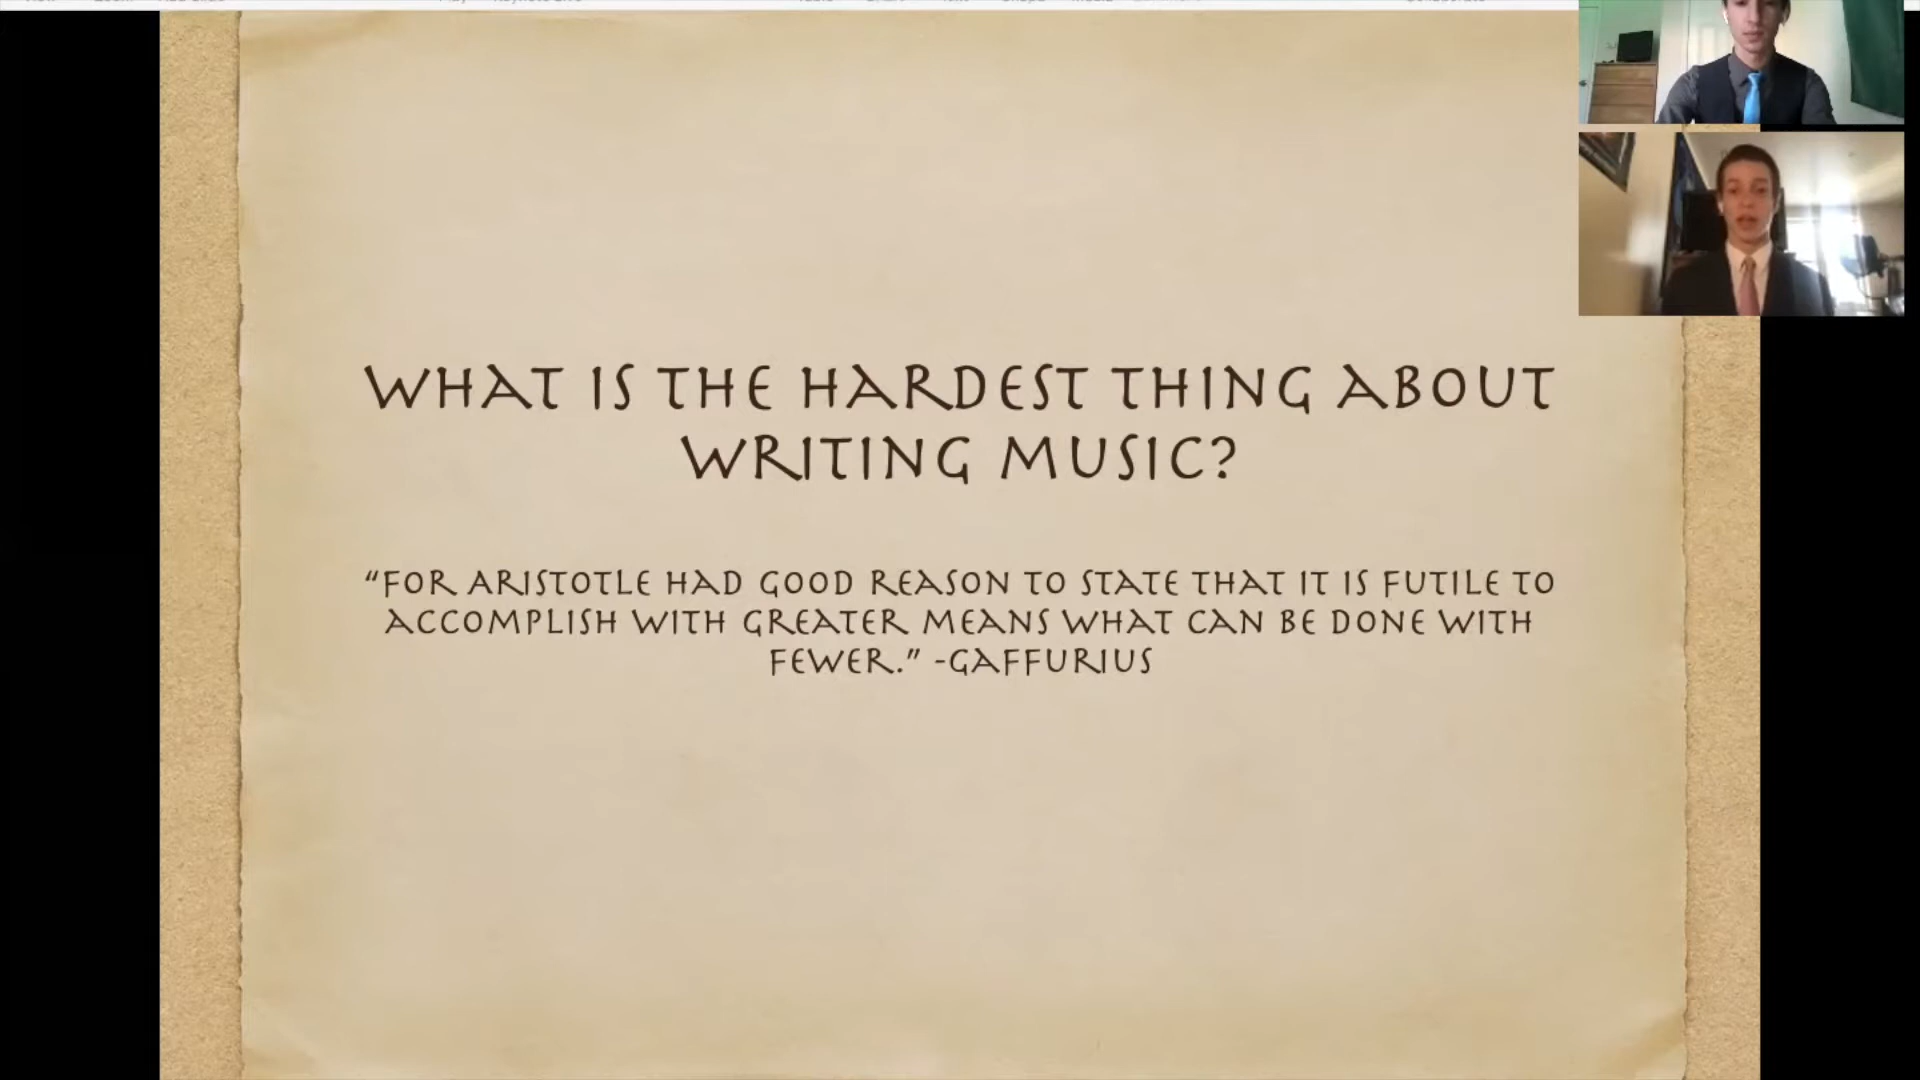 WHAT IS THE HARDEST THING ABOUT
WRITING MUSIC?
“FOR ARISTOTLE HAD GOOD REASON TO STATE THAT IT IS FUTILE TO
ACCOMPLISH WITH GREATER MEANS WHAT CAN BE DONE WITH
FEWER.” -GAFFURIUS